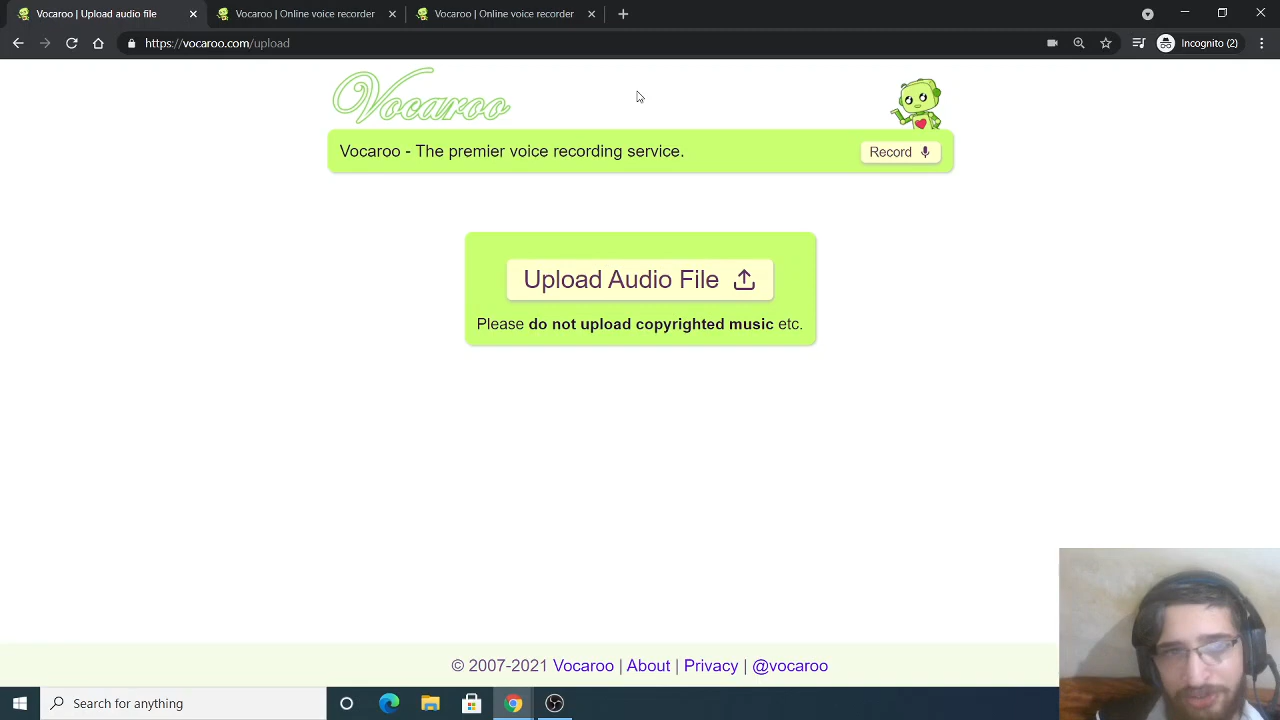 Vocaroo | Upload audio file
Vocaroo | Online voice recorder
Vocaroo | Online voice recorder
https://vocaroo.com/upload
Incognito (2)
Vocaroo
Vocaroo - The premier voice recording service.
Record
Upload Audio File
Please do not upload copyrighted music etc.
© 2007-2021 Vocaroo | About | Privacy | @vocaroo
Search for anything